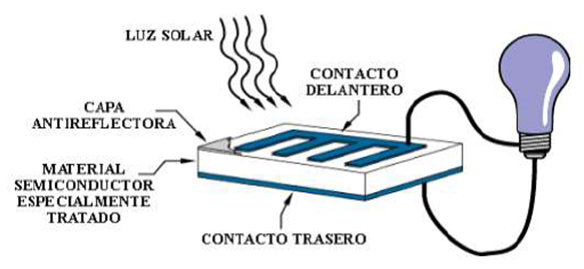 LUZ SOLAR
CONTACTO
DELANTERO
CAPA
ANTIREFLECTORA
MATERIAL
SEMICONDUCTOR
ESPECIALMENTE
TRATADO
CONTACTO TRASERO